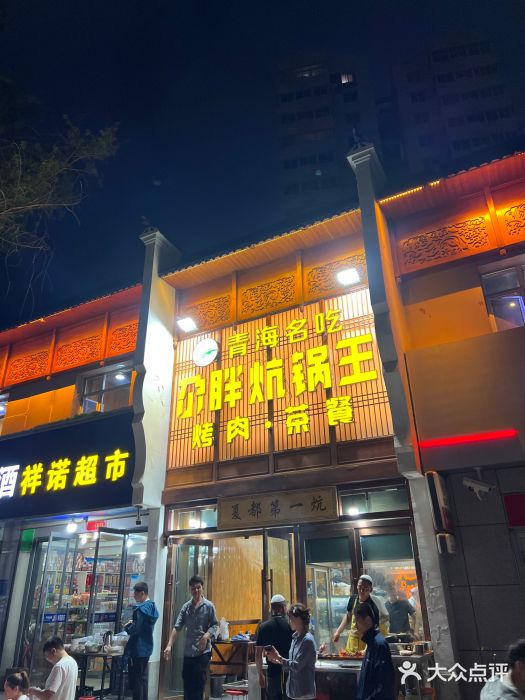 青海名吃
尕胖炕锅王
烤肉·茶餐
夏都第一炕
酒 祥诺超市
大众点评